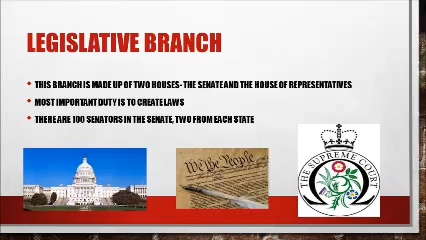 LEGISLATIVE BRANCH
• THIS BRANCH IS MADE UP OF TWO HOUSES- THE SENATE AND THE HOUSE OF REPRESENTATIVES
• MOST IMPORTANT DUTY IS TO CREATE LAWS
• THERE ARE 100 SENATORS IN THE SENATE, TWO FROM EACH STATE
We the People
THE SUPREME COURT